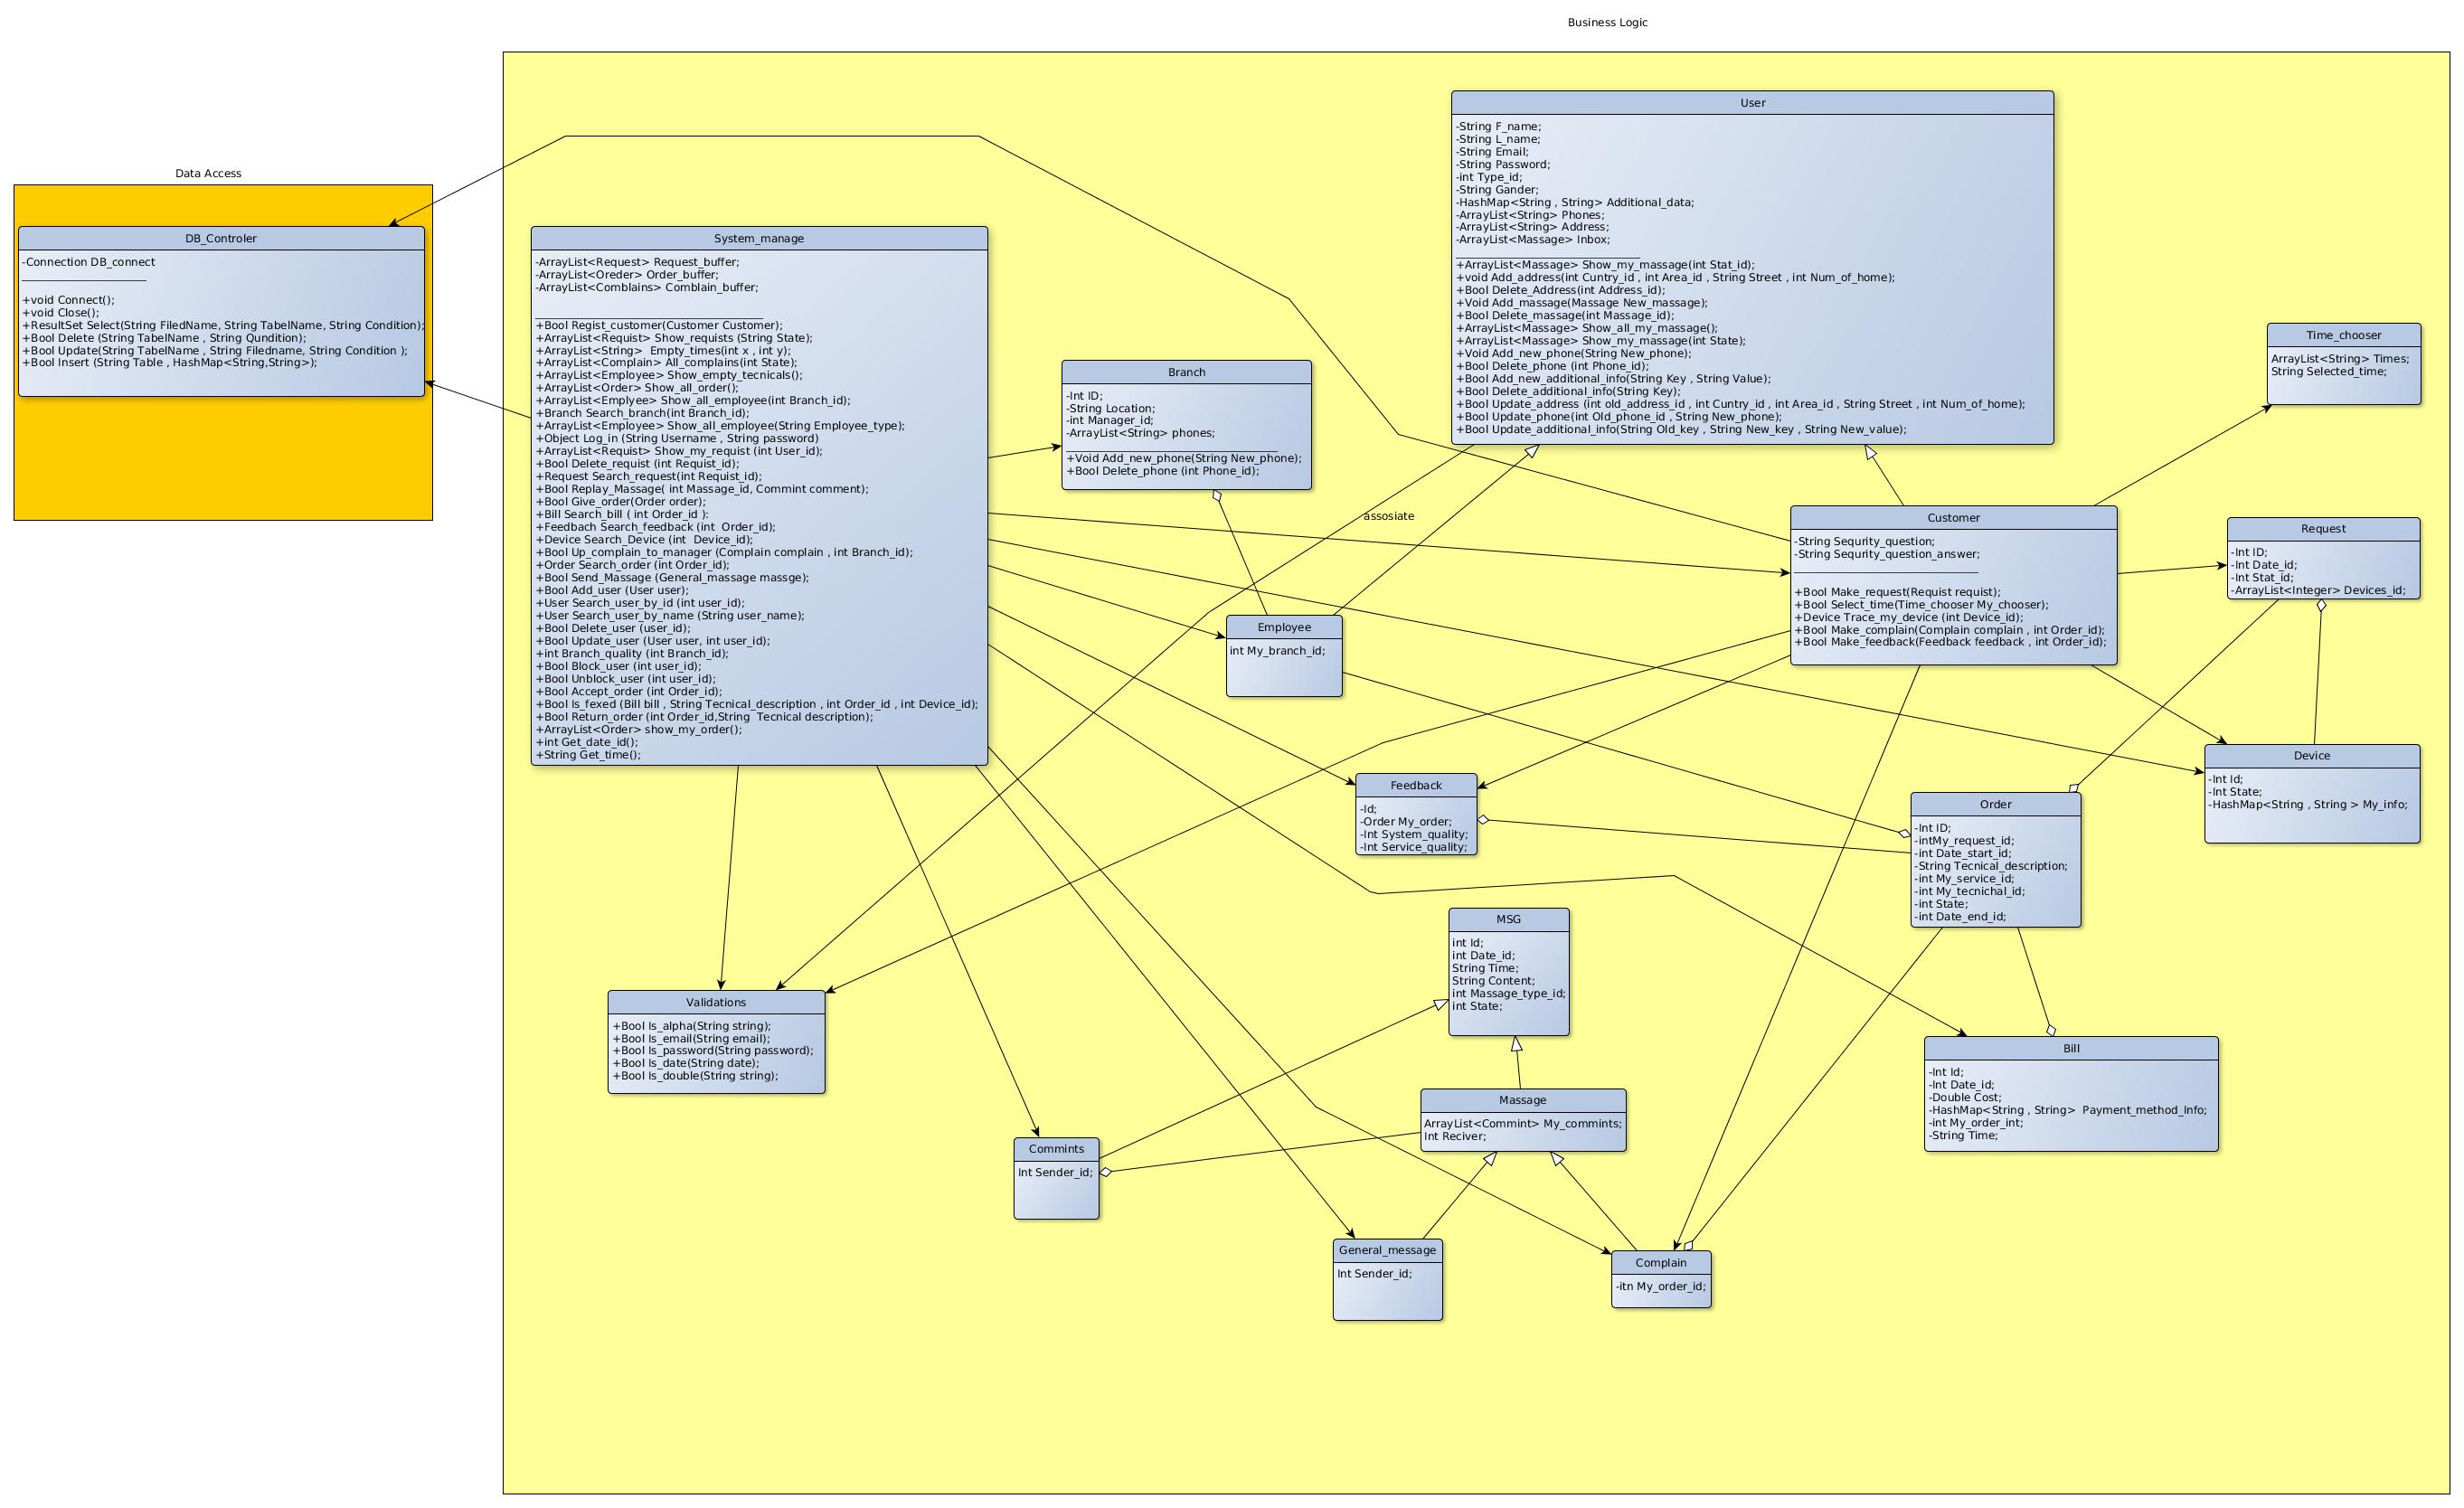 Business Logic
Data Access
DB_Controler
-Connection DB_connect
+void Connect();
+void Close();
+ResultSet Select(String FiledName, String TabelName, String Condition);
+Bool Delete (String TabelName , String Qundition);
+Bool Update(String TabelName , String Filedname, String Condition );
+Bool Insert (String Table , HashMap<String,String>);
System_manage
-ArrayList<Request> Request_buffer;
-ArrayList<Oreder> Order_buffer;
-ArrayList<Comblains> Comblain_buffer;
+Bool Regist_customer(Customer Customer);
+ArrayList<Requist> Show_requists (String State);
+ArrayList<String>  Empty_times(int x , int y);
+ArrayList<Complain> All_complains(int State);
+ArrayList<Employee> Show_empty_tecnicals();
+ArrayList<Order> Show_all_order();
+ArrayList<Emplyee> Show_all_employee(int Branch_id);
+Branch Search_branch(int Branch_id);
+ArrayList<Employee> Show_all_employee(String Employee_type);
+Object Log_in (String Username , String password)
+ArrayList<Requist> Show_my_requist (int User_id);
+Bool Delete_requist (int Requist_id);
+Request Search_request(int Requist_id);
+Bool Replay_Massage( int Massage_id, Commint comment);
+Bool Give_order(Order order);
+Bill Search_bill ( int Order_id ):
+Feedbach Search_feedback (int  Order_id);
+Device Search_Device (int  Device_id);
+Bool Up_complain_to_manager (Complain complain , int Branch_id);
+Order Search_order (int Order_id);
+Bool Send_Massage (General_massage massge);
+Bool Add_user (User user);
+User Search_user_by_id (int user_id);
+User Search_user_by_name (String user_name);
+Bool Delete_user (user_id);
+Bool Update_user (User user, int user_id);
+int Branch_quality (int Branch_id);
+Bool Block_user (int user_id);
+Bool Unblock_user (int user_id);
+Bool Accept_order (int Order_id);
+Bool Is_fexed (Bill bill , String Tecnical_description , int Order_id , int Device_id);
+Bool Return_order (int Order_id,String  Tecnical description);
+ArrayList<Order> show_my_order();
+int Get_date_id();
+String Get_time();
Branch
-Int ID;
-String Location;
-int Manager_id;
-ArrayList<String> phones;
+Void Add_new_phone(String New_phone);
+Bool Delete_phone (int Phone_id);
User
-String F_name;
-String L_name;
-String Email;
-String Password;
-int Type_id;
-String Gander;
-HashMap<String , String> Additional_data;
-ArrayList<String> Phones;
-ArrayList<String> Address;
-ArrayList<Massage> Inbox;
+ArrayList<Massage> Show_my_massage(int Stat_id);
+void Add_address(int Cuntry_id , int Area_id , String Street , int Num_of_home);
+Bool Delete_Address(int Address_id);
+Void Add_massage(Massage New_massage);
+Bool Delete_massage(int Massage_id);
+ArrayList<Massage> Show_all_my_massage();
+ArrayList<Massage> Show_my_massage(int State);
+Void Add_new_phone(String New_phone);
+Bool Delete_phone (int Phone_id);
+Bool Add_new_additional_info(String Key , String Value);
+Bool Delete_additional_info(String Key);
+Bool Update_address (int old_address_id , int Cuntry_id , int Area_id , String Street , int Num_of_home);
+Bool Update_phone(int Old_phone_id , String New_phone);
+Bool Update_additional_info(String Old_key , String New_key , String New_value);
Time_chooser
ArrayList<String> Times;
String Selected_time;
assosiate
Customer
-String Sequrity_question;
-String Sequrity_question_answer;
+Bool Make_request(Requist requist);
+Bool Select_time(Time_chooser My_chooser);
+Device Trace_my_device (int Device_id);
+Bool Make_complain(Complain complain , int Order_id);
+Bool Make_feedback(Feedback feedback , int Order_id);
Request
-Int ID;
-Int Date_id;
-Int Stat_id;
-ArrayList<Integer> Devices_id;
Employee
int My_branch_id;
Device
-Int Id;
-Int State;
-HashMap<String , String > My_info;
Feedback
-Id;
-Order My_order;
-Int System_quality;
-Int Service_quality;
Order
-Int ID;
-intMy_request_id;
-int Date_start_id;
-String Tecnical_description;
-int My_service_id;
-int My_tecnichal_id;
-int State;
-int Date_end_id;
MSG
int Id;
int Date_id;
String Time;
String Content;
int Massage_type_id;
int State;
Validations
+Bool Is_alpha(String string);
+Bool Is_email(String email);
+Bool Is_password(String password);
+Bool Is_date(String date);
+Bool Is_double(String string);
Bill
-Int Id;
-Int Date_id;
-Double Cost;
-HashMap<String , String>  Payment_method_Info;
-int My_order_int;
-String Time;
Massage
ArrayList<Commint> My_commints;
Int Reciver;
Commints
Int Sender_id;
General_message
Int Sender_id;
Complain
-itn My_order_id;